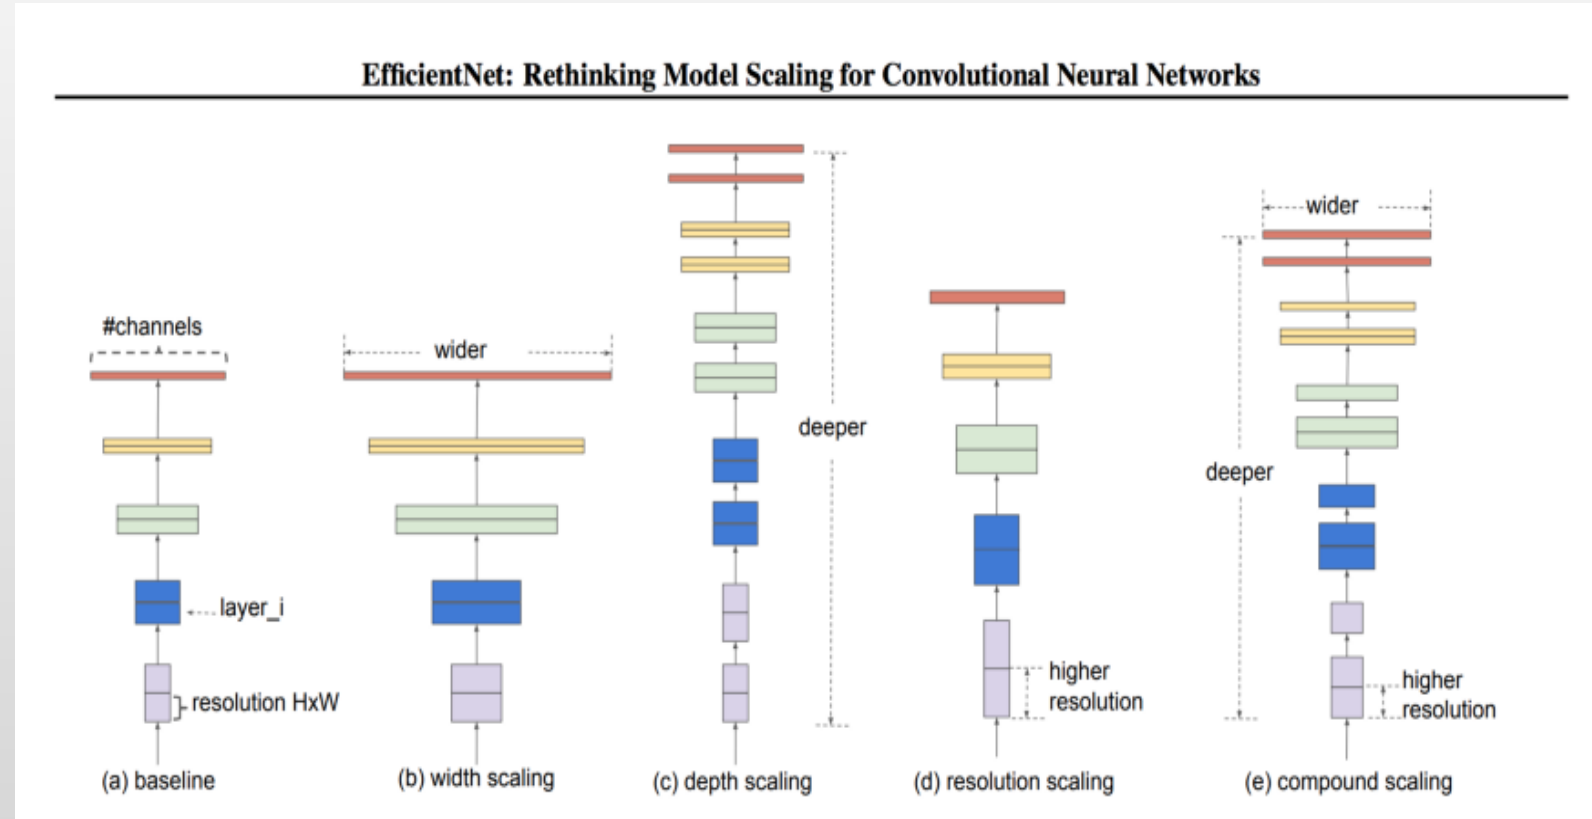 EfficientNet: Rethinking Model Scaling for Convolutional Neural Networks
#channels
layer_i
resolution HxW
(a) baseline
wider
(b) width scaling
deeper
(c) depth scaling
higher
resolution
(d) resolution scaling
wider
deeper
higher
resolution
(e) compound scaling